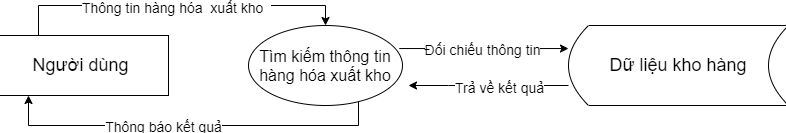 Thông tin hàng hóa  xuất kho
Người dùng
Tìm kiếm thông tin
hàng hóa xuất kho
Đối chiếu thông tin
Trả về kết quả
Dữ liệu kho hàng
Thông báo kết quả